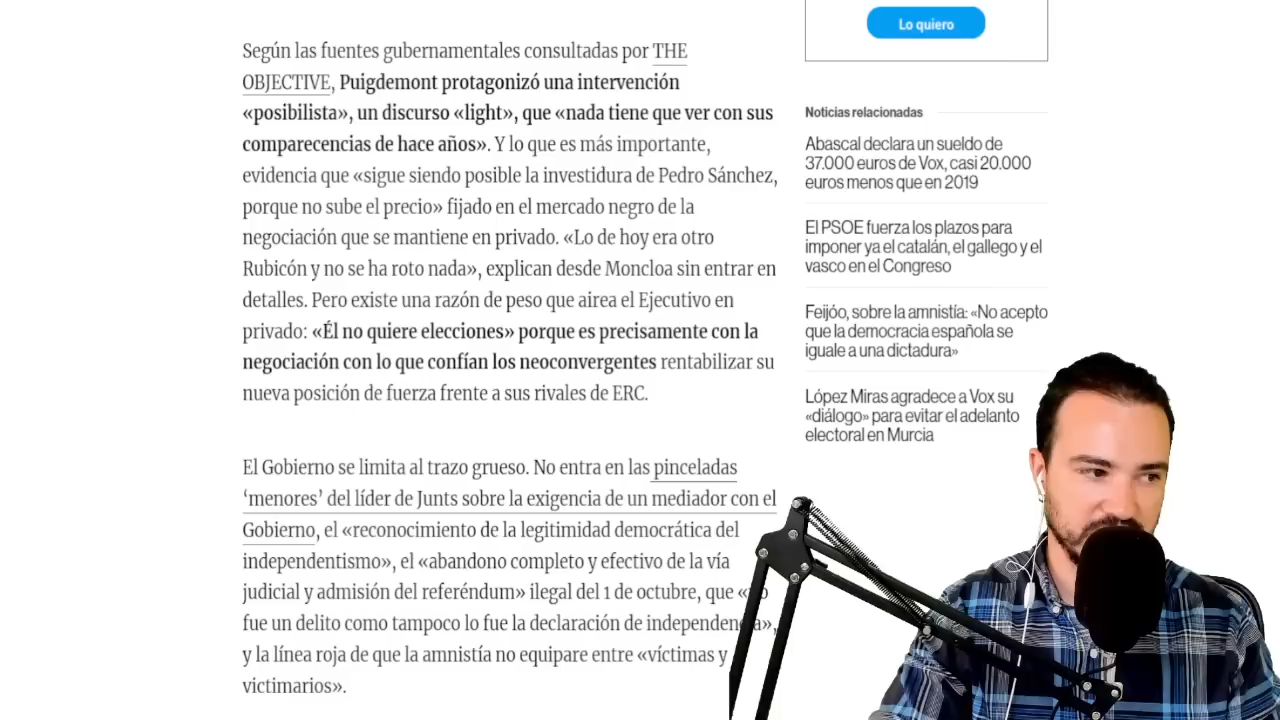 Según las fuentes gubernamentales consultadas por THE
OBJECTIVE, Puigdemont protagonizó una intervención
«posibilista», un discurso «light», que «nada tiene que ver con sus
comparecencias de hace años». Y lo que es más importante,
evidencia que «sigue siendo posible la investidura de Pedro Sánchez,
porque no sube el precio» fijado en el mercado negro de la
negociación que se mantiene en privado. «Lo de hoy era otro
Rubicón y no se ha roto nada», explican desde Moncloa sin entrar en
detalles. Pero existe una razón de peso que airea el Ejecutivo en
privado: «Él no quiere elecciones» porque es precisamente con la
negociación con lo que confían los neoconvergentes rentabilizar su
nueva posición de fuerza frente a sus rivales de ERC.
El Gobierno se limita al trazo grueso. No entra en las pinceladas
‘menores’ del líder de Junts sobre la exigencia de un mediador con el
Gobierno, el «reconocimiento de la legitimidad democrática del
independentismo», el «abandono completo y efectivo de la vía
judicial y admisión del referéndum» ilegal del 1 de octubre, que
fue un delito como tampoco lo fue la declaración de independencia»,
y la línea roja de que la amnistía no equipare entre «víctimas y
victimarios».
Lo quiero
Noticias relacionadas
Abascal declara un sueldo de
37.000 euros de Vox, casi 20.000
euros menos que en 2019
El PSOE fuerza los plazos para
imponer ya el catalán, el gallego y el
vasco en el Congreso
Feijóo, sobre la amnistía: «No acepto
que la democracia española se
iguale a una dictadura»
López Miras agradece a Vox su
«diálogo» para evitar el adelanto
electoral en Murcia